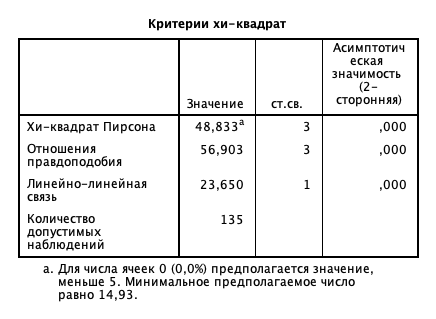 Критерии хи-квадрат
Асимптотич
еская
значимость
(2-
сторонняя)
Значение ст.св.
Хи-квадрат Пирсона 48,833a 3 ,000
Отношения
правдоподобия 56,903 3 ,000
Линейно-линейная
связь 23,650 1 ,000
Количество
допустимых
наблюдений 135
a. Для числа ячеек 0 (0,0%) предполагается значение,
меньше 5. Минимальное предполагаемое число
равно 14,93.